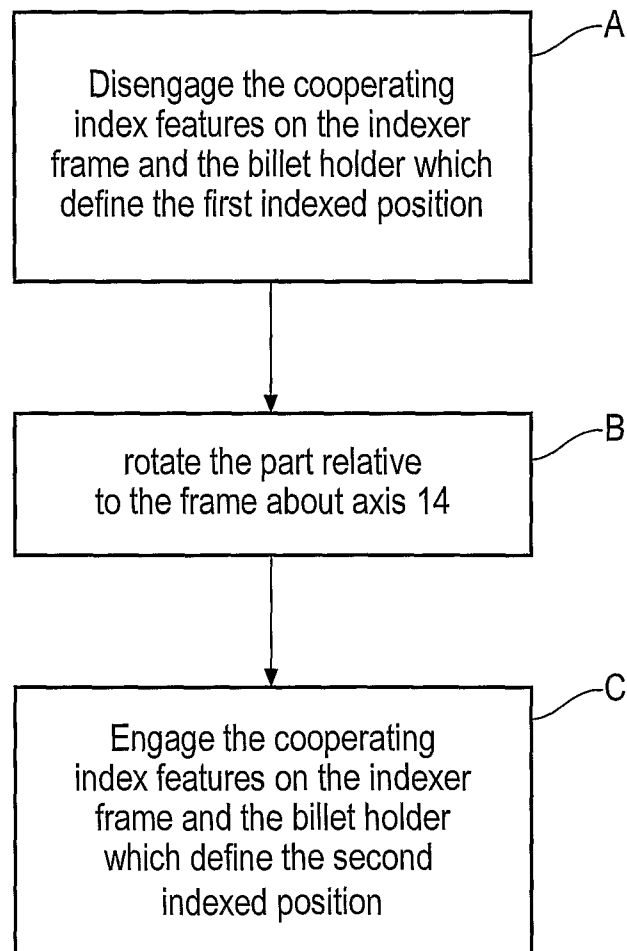 A
Disengage the cooperating
index features on the indexer
frame and the billet holder which
define the first indexed position
B
rotate the part relative
to the frame about axis 14
C
Engage the cooperating
index features on the indexer
frame and the billet holder
which define the second
indexed position